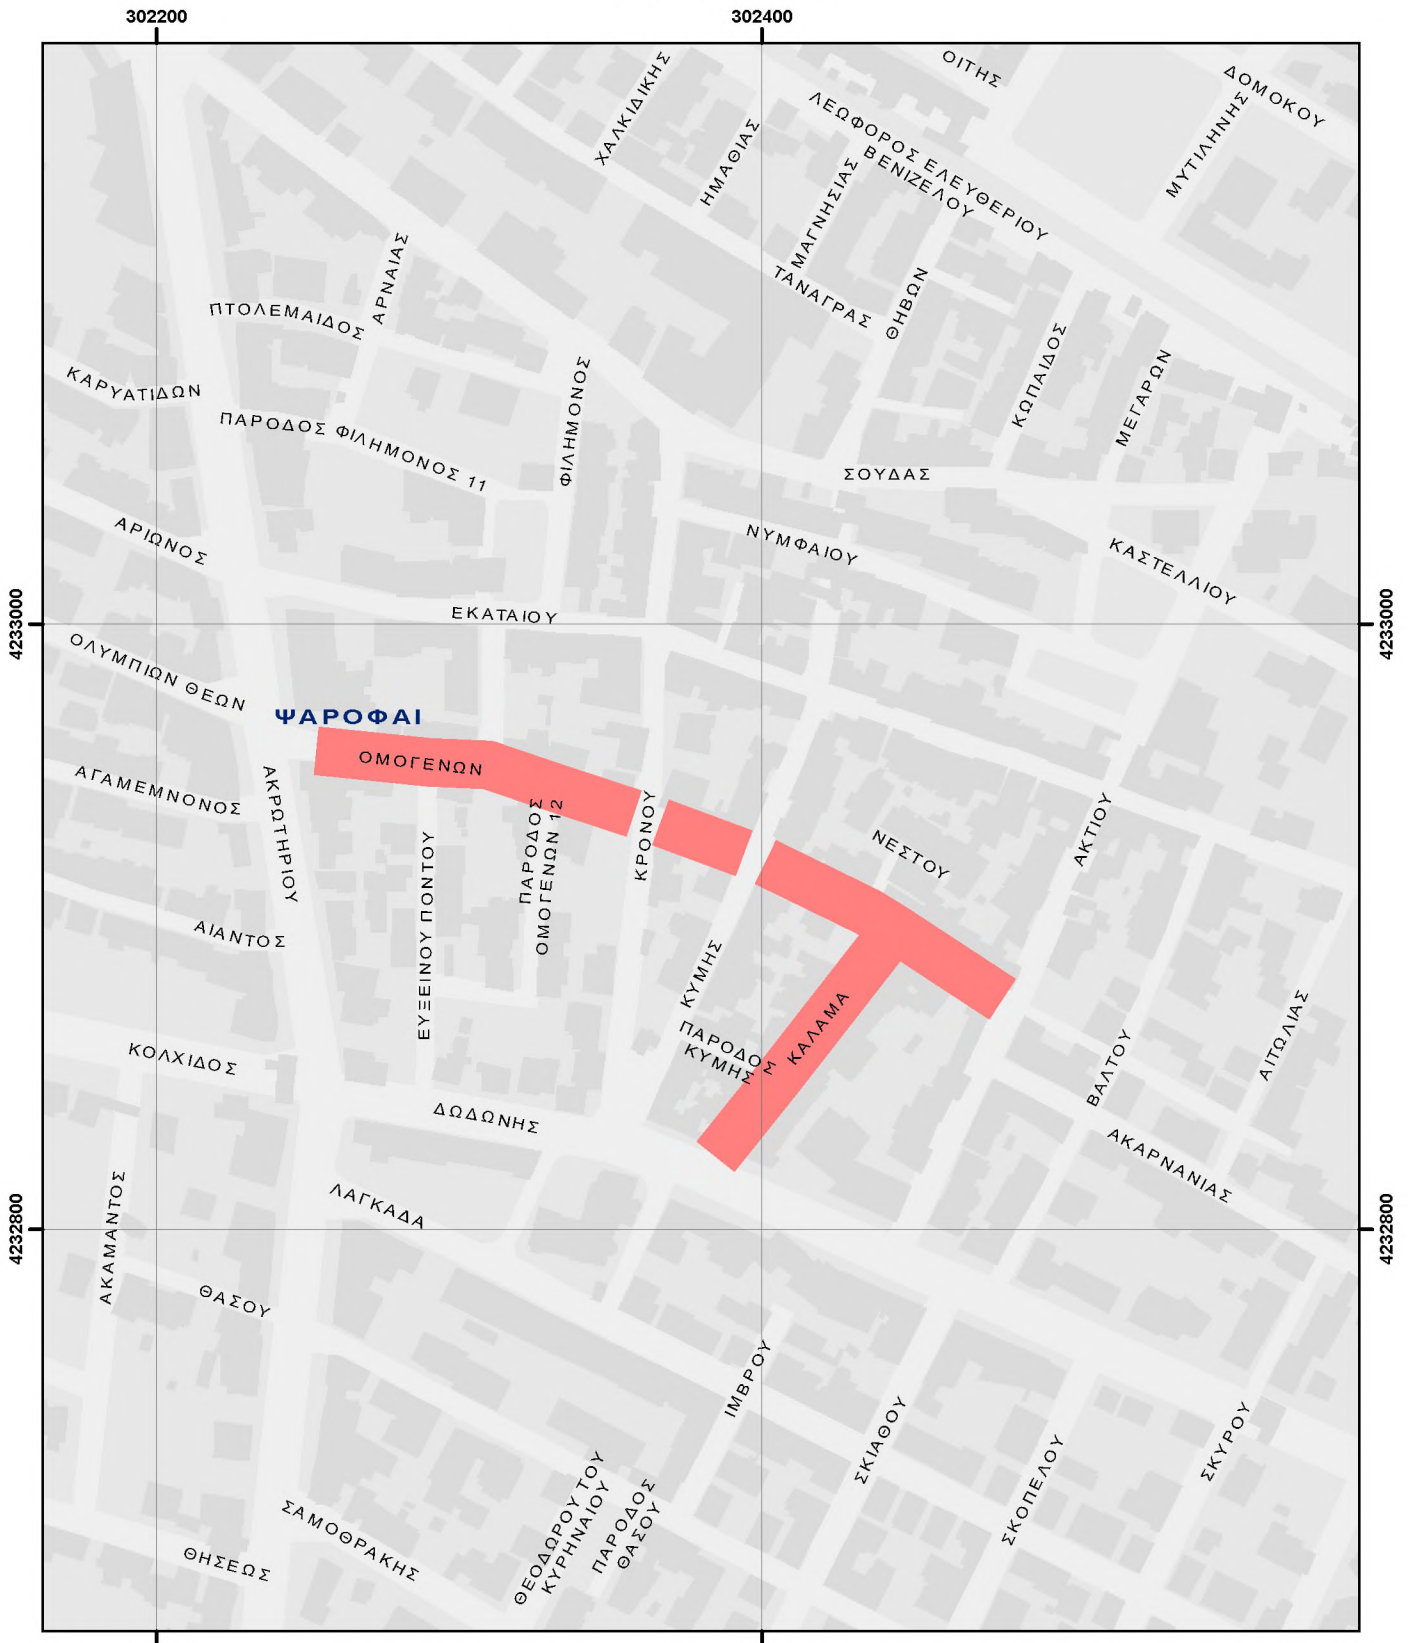 302200
302400
ΟΙΤΗΣ
ΔΟΜΟΚΟΥ
ΧΑΛΚΙΔΙΚΗΣ
ΗΜΑΘΙΑΣ
ΛΕΩΦΟΡΟΣ ΕΛΕΥΘΕΡΙΟΥ
ΒΕΝΙΖΕΛΟΥ
ΜΥΤΙΛΗΝΗΣ
ΜΑΓΝΗΣΙΑΣ
ΤΑΝΑΓΡΑΣ
ΘΗΒΩΝ
ΑΡΝΑΙΑΣ
ΠΤΟΛΕΜΑΙΔΟΣ
ΚΩΠΑΙΔΟΣ
ΜΕΓΑΡΩΝ
ΚΑΡΥΑΤΙΔΩΝ
ΦΙΛΗΜΟΝΟΣ
ΠΑΡΟΔΟΣ ΦΙΛΗΜΟΝΟΣ 11
ΣΟΥΔΑΣ
ΑΡΙΩΝΟΣ
ΝΥΜΦΑΙΟΥ
ΚΑΣΤΕΛΛΙΟΥ
ΕΚΑΤΑΙΟΥ
4233000
4233000
ΟΛΥΜΠΙΩΝ ΘΕΩΝ
ΨΑΡΟΦΑΙ
ΟΜΟΓΕΝΩΝ
ΑΓΑΜΕΜΝΟΝΟΣ
ΑΚΡΩΤΗΡΙΟΥ
ΠΑΡΟΔΟΣ
ΟΜΟΓΕΝΩΝ 12
ΚΡΟΝΟΥ
ΝΕΣΤΟΥ
ΑΚΤΙΟΥ
ΕΥΞΕΙΝΟΥ ΠΟΝΤΟΥ
ΑΙΑΝΤΟΣ
ΚΥΜΗΣ
ΚΑΛΑΜΑ
ΠΑΡΟΔΟΣ
ΚΥΜΗΣ
ΑΙΤΩΛΙΑΣ
ΒΑΛΤΟΥ
ΚΟΛΧΙΔΟΣ
ΔΩΔΩΝΗΣ
ΑΚΑΡΝΑΝΙΑΣ
ΛΑΓΚΑΔΑ
ΑΚΑΜΑΝΤΟΣ
4232800
4232800
ΘΑΣΟΥ
ΙΜΒΡΟΥ
ΣΚΙΑΘΟΥ
ΣΚΟΠΕΛΟΥ
ΣΚΥΡΟΥ
ΣΑΜΟΘΡΑΚΗΣ
ΘΕΟΔΩΡΟΥ ΤΟΥ
ΚΥΡΗΝΑΙΟΥ
ΠΑΡΟΔΟΣ
ΘΑΣΟΥ
ΘΗΣΕΩΣ